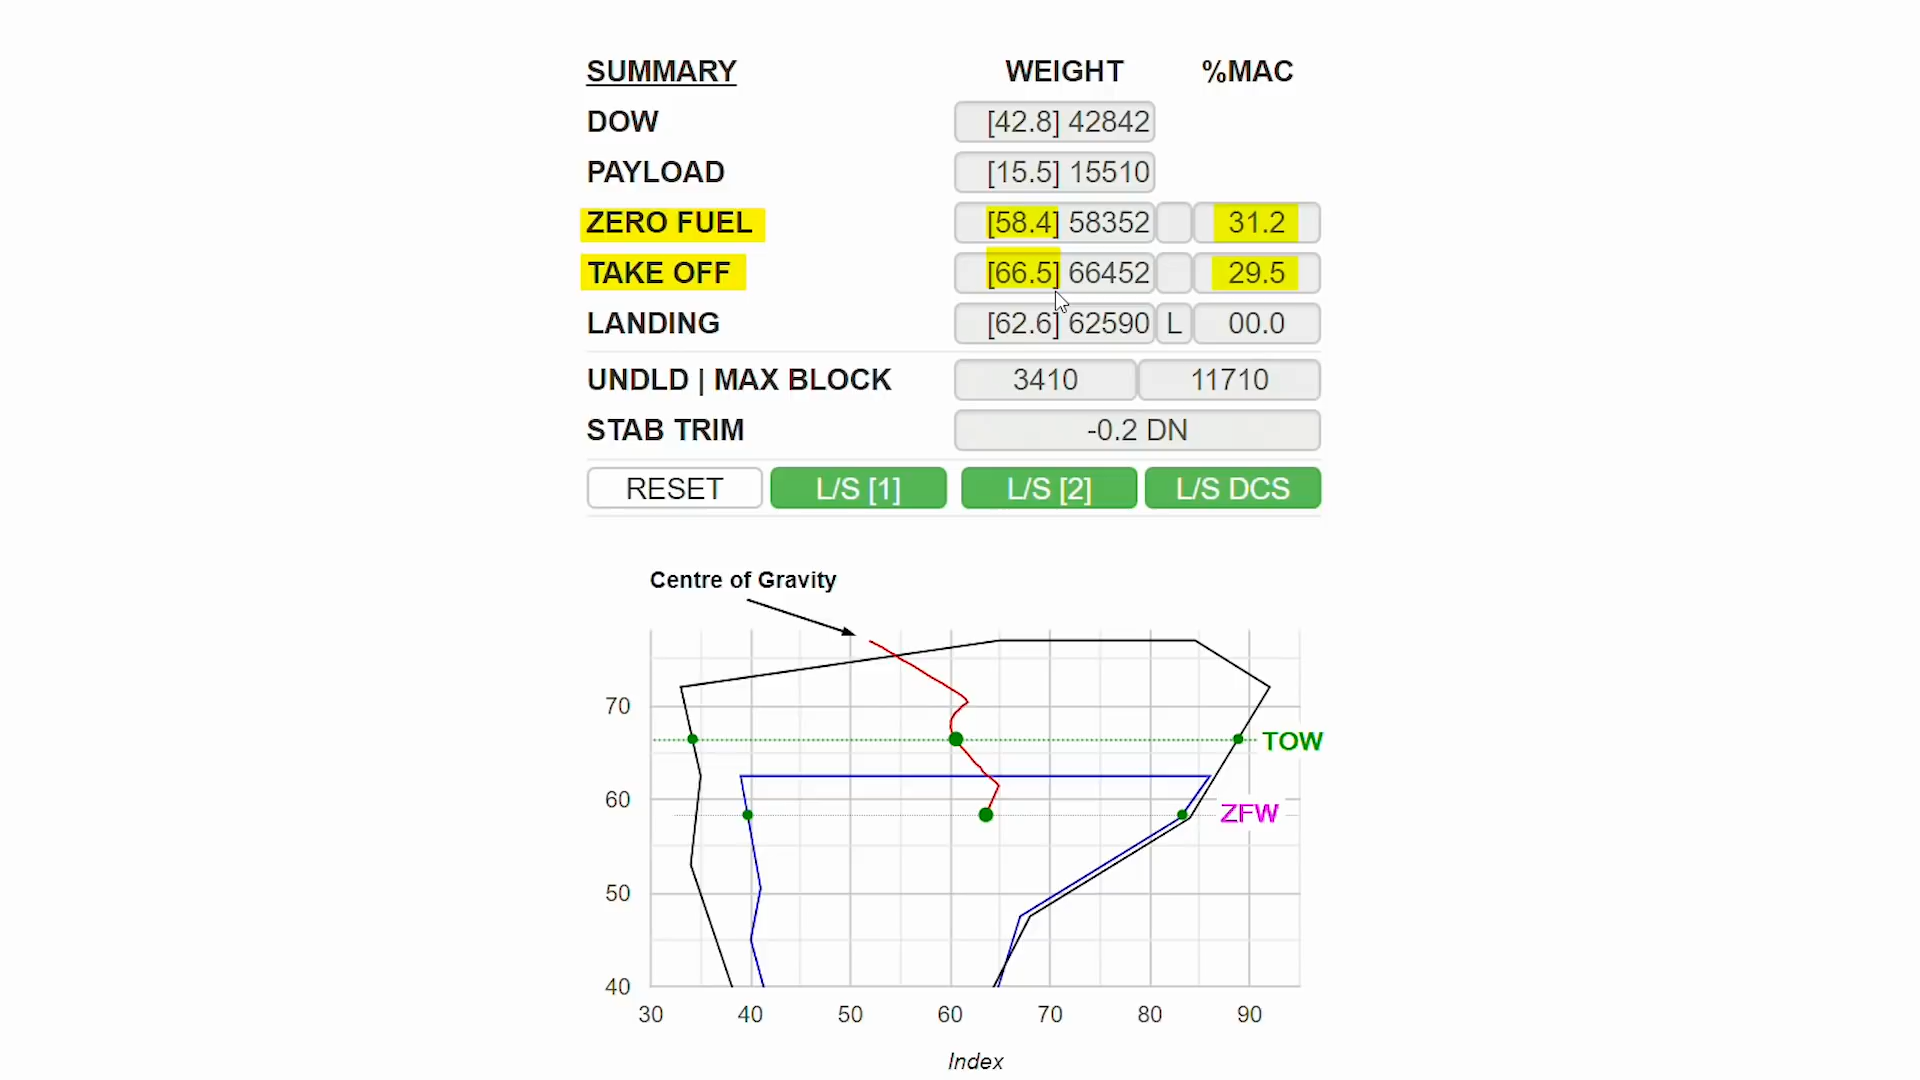 SUMMARY WEIGHT %MAC
DOW [42.8] 42842
PAYLOAD [15.5] 15510
ZERO FUEL [58.4] 58352 31.2
TAKE OFF [66.5] 66452 29.5
LANDING [62.6] 62590 L 00.0
UNDLD | MAX BLOCK 3410 11710
STAB TRIM -0.2 DN
RESET L/S [1] L/S [2] L/S DCS
Centre of Gravity
70
TOW
60
ZFW
50
40
30 40 50 60 70 80 90
Index